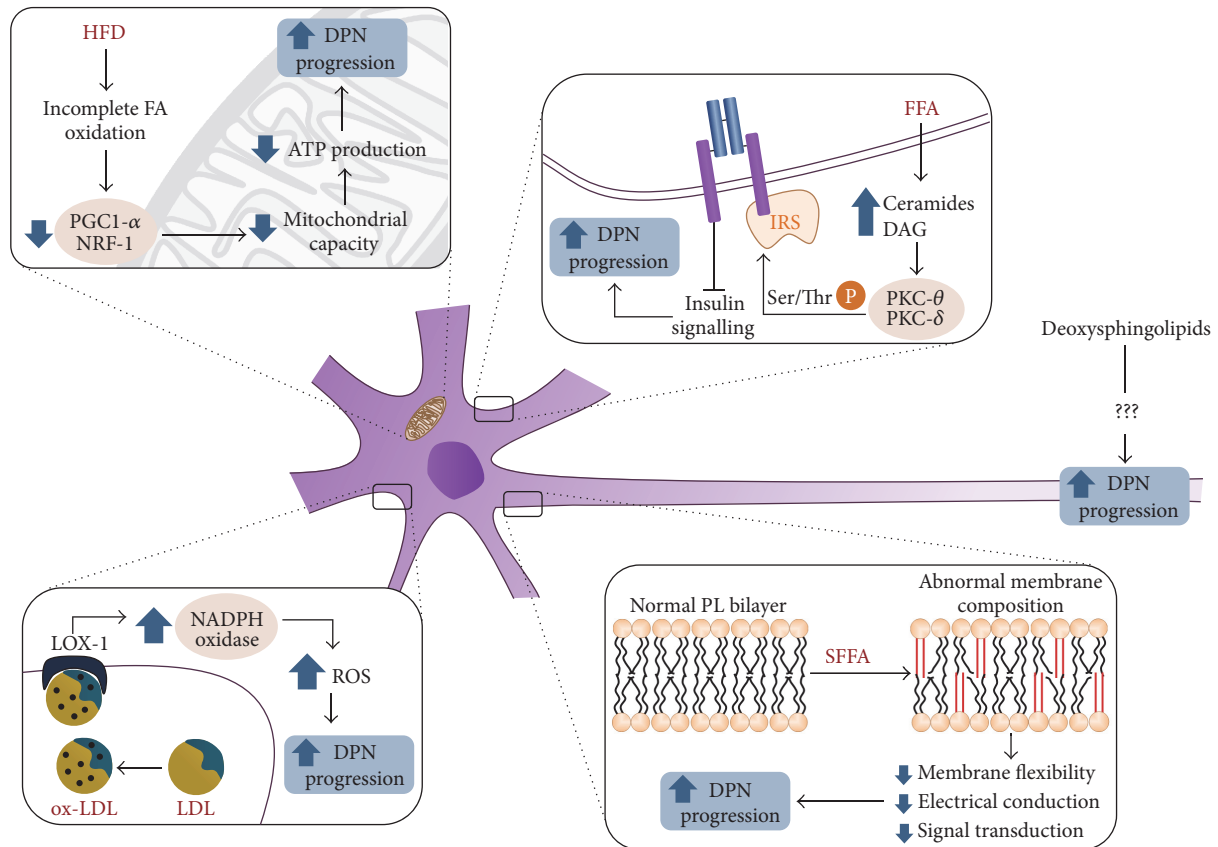 HFD
Incomplete FA
oxidation
PGC1-α
NRF-1
Mitochondrial
capacity
ATP production
DPN
progression
FFA
Ceramides
DAG
PKC-θ
PKC-δ
P
Ser/Thr
IRS
Insulin
signalling
DPN
progression
Deoxysphingolipids
???
DPN
progression
LOX-1
NADPH
oxidase
ROS
DPN
progression
ox-LDL
LDL
Normal PL bilayer
SFFA
Abnormal membrane
composition
Membrane flexibility
Electrical conduction
Signal transduction
DPN
progression